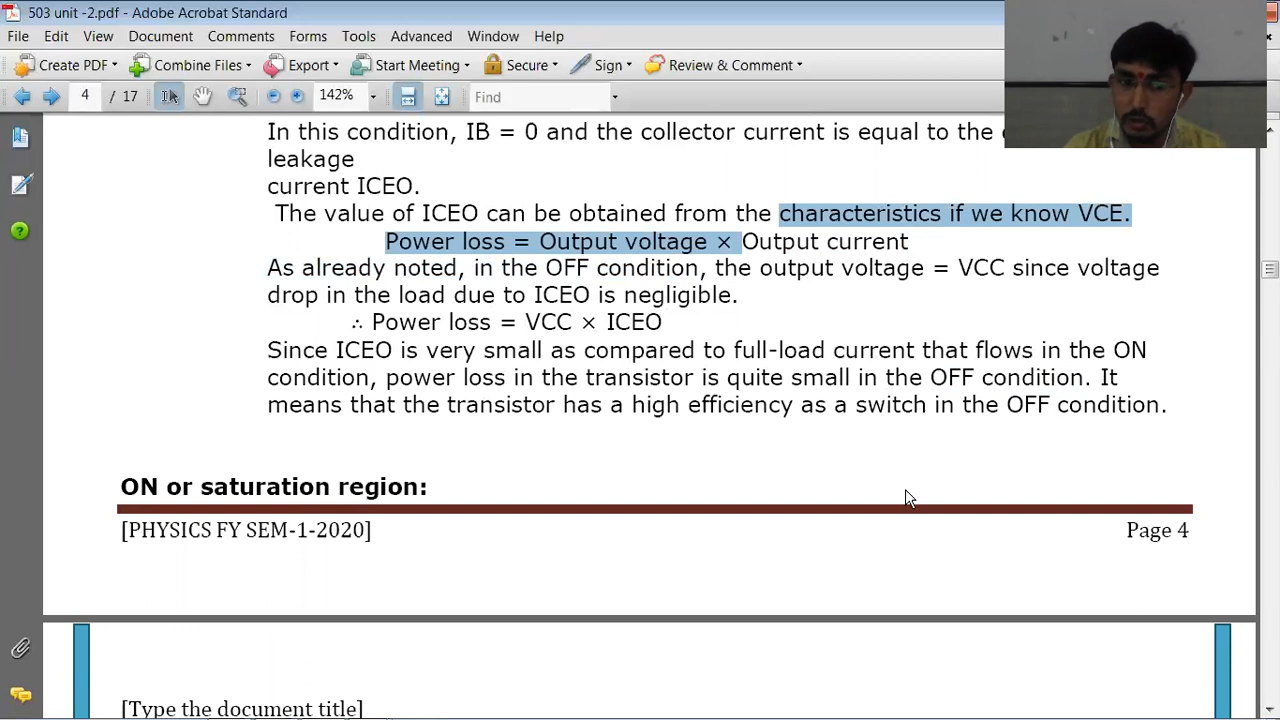 503 unit -2.pdf - Adobe Acrobat Standard
File Edit View Document Comments Forms Tools Advanced Window Help
Create PDF Combine Files Export Start Meeting Secure Sign Review & Comment
4 / 17 142% Find
In this condition, IB = 0 and the collector current is equal to the
leakage
current ICEO.
The value of ICEO can be obtained from the characteristics if we know VCE.
Power loss = Output voltage × Output current
As already noted, in the OFF condition, the output voltage = VCC since voltage
drop in the load due to ICEO is negligible.
∴ Power loss = VCC × ICEO
Since ICEO is very small as compared to full-load current that flows in the ON
condition, power loss in the transistor is quite small in the OFF condition. It
means that the transistor has a high efficiency as a switch in the OFF condition.
ON or saturation region:
[PHYSICS FY SEM-1-2020] Page 4
[Type the document title]